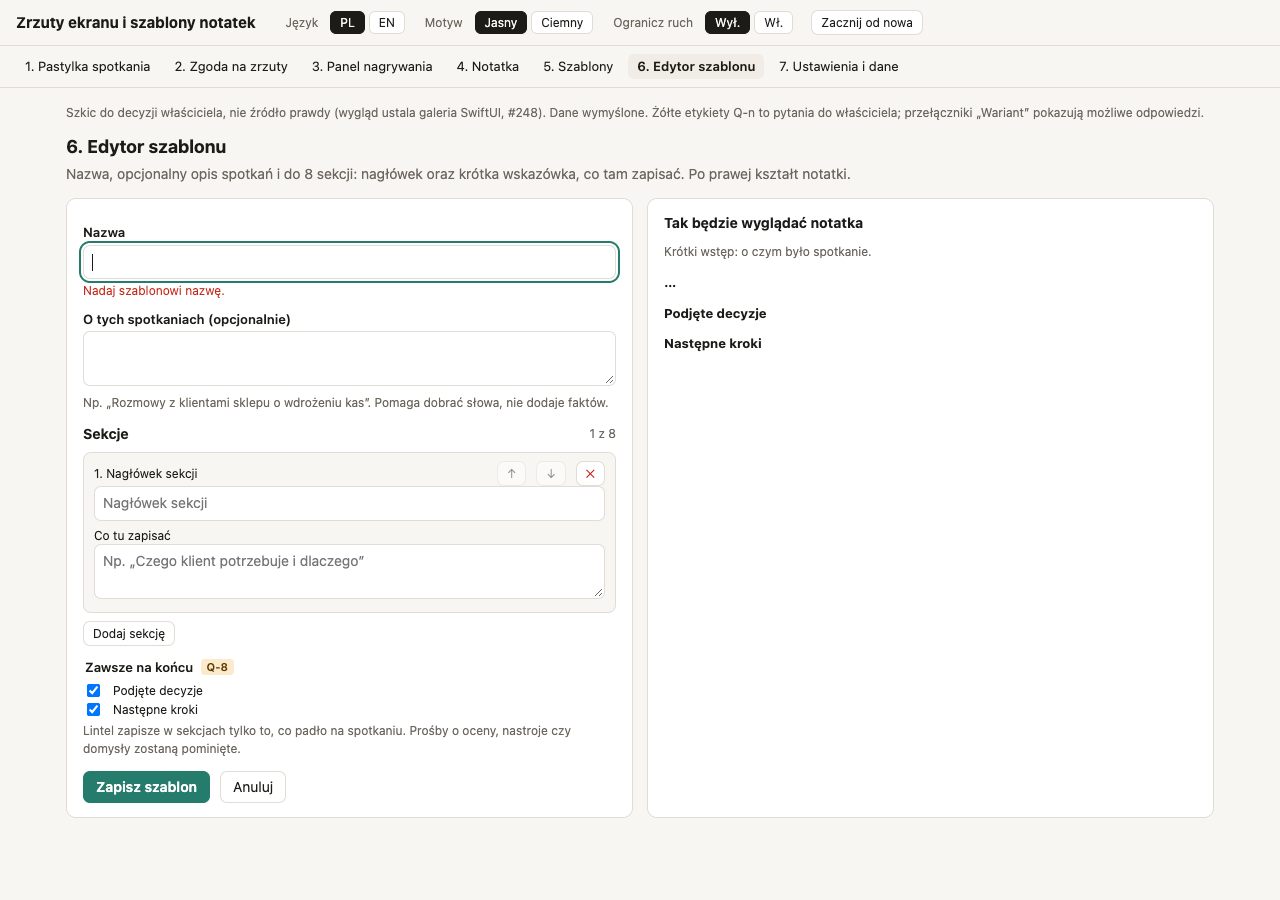 Zrzuty ekranu i szablony notatek
Język PL EN Motyw Jasny Ciemny Ogranicz ruch Wył. Wł. Zacznij od nowa
1. Pastylka spotkania 2. Zgoda na zrzuty 3. Panel nagrywania 4. Notatka 5. Szablony 6. Edytor szablonu 7. Ustawienia i dane
Szkic do decyzji właściciela, nie źródło prawdy (wygląd ustala galeria SwiftUI, #248). Dane wymyślone. Żółte etykiety Q-n to pytania do właściciela; przełączniki „Wariant” pokazują możliwe odpowiedzi.
6. Edytor szablonu
Nazwa, opcjonalny opis spotkań i do 8 sekcji: nagłówek oraz krótka wskazówka, co tam zapisać. Po prawej kształt notatki.
Nazwa
Nadaj szablonowi nazwę.
O tych spotkaniach (opcjonalnie)
Np. „Rozmowy z klientami sklepu o wdrożeniu kas”. Pomaga dobrać słowa, nie dodaje faktów.
Sekcje 1 z 8
1. Nagłówek sekcji ↑ ↓ ✕
Nagłówek sekcji
Co tu zapisać
Np. „Czego klient potrzebuje i dlaczego”
Dodaj sekcję
Zawsze na końcu Q-8
Podjęte decyzje
Następne kroki
Lintel zapisze w sekcjach tylko to, co padło na spotkaniu. Prośby o oceny, nastroje czy
domysły zostaną pominięte.
Zapisz szablon Anuluj
Tak będzie wyglądać notatka
Krótki wstęp: o czym było spotkanie.
...
Podjęte decyzje
Następne kroki